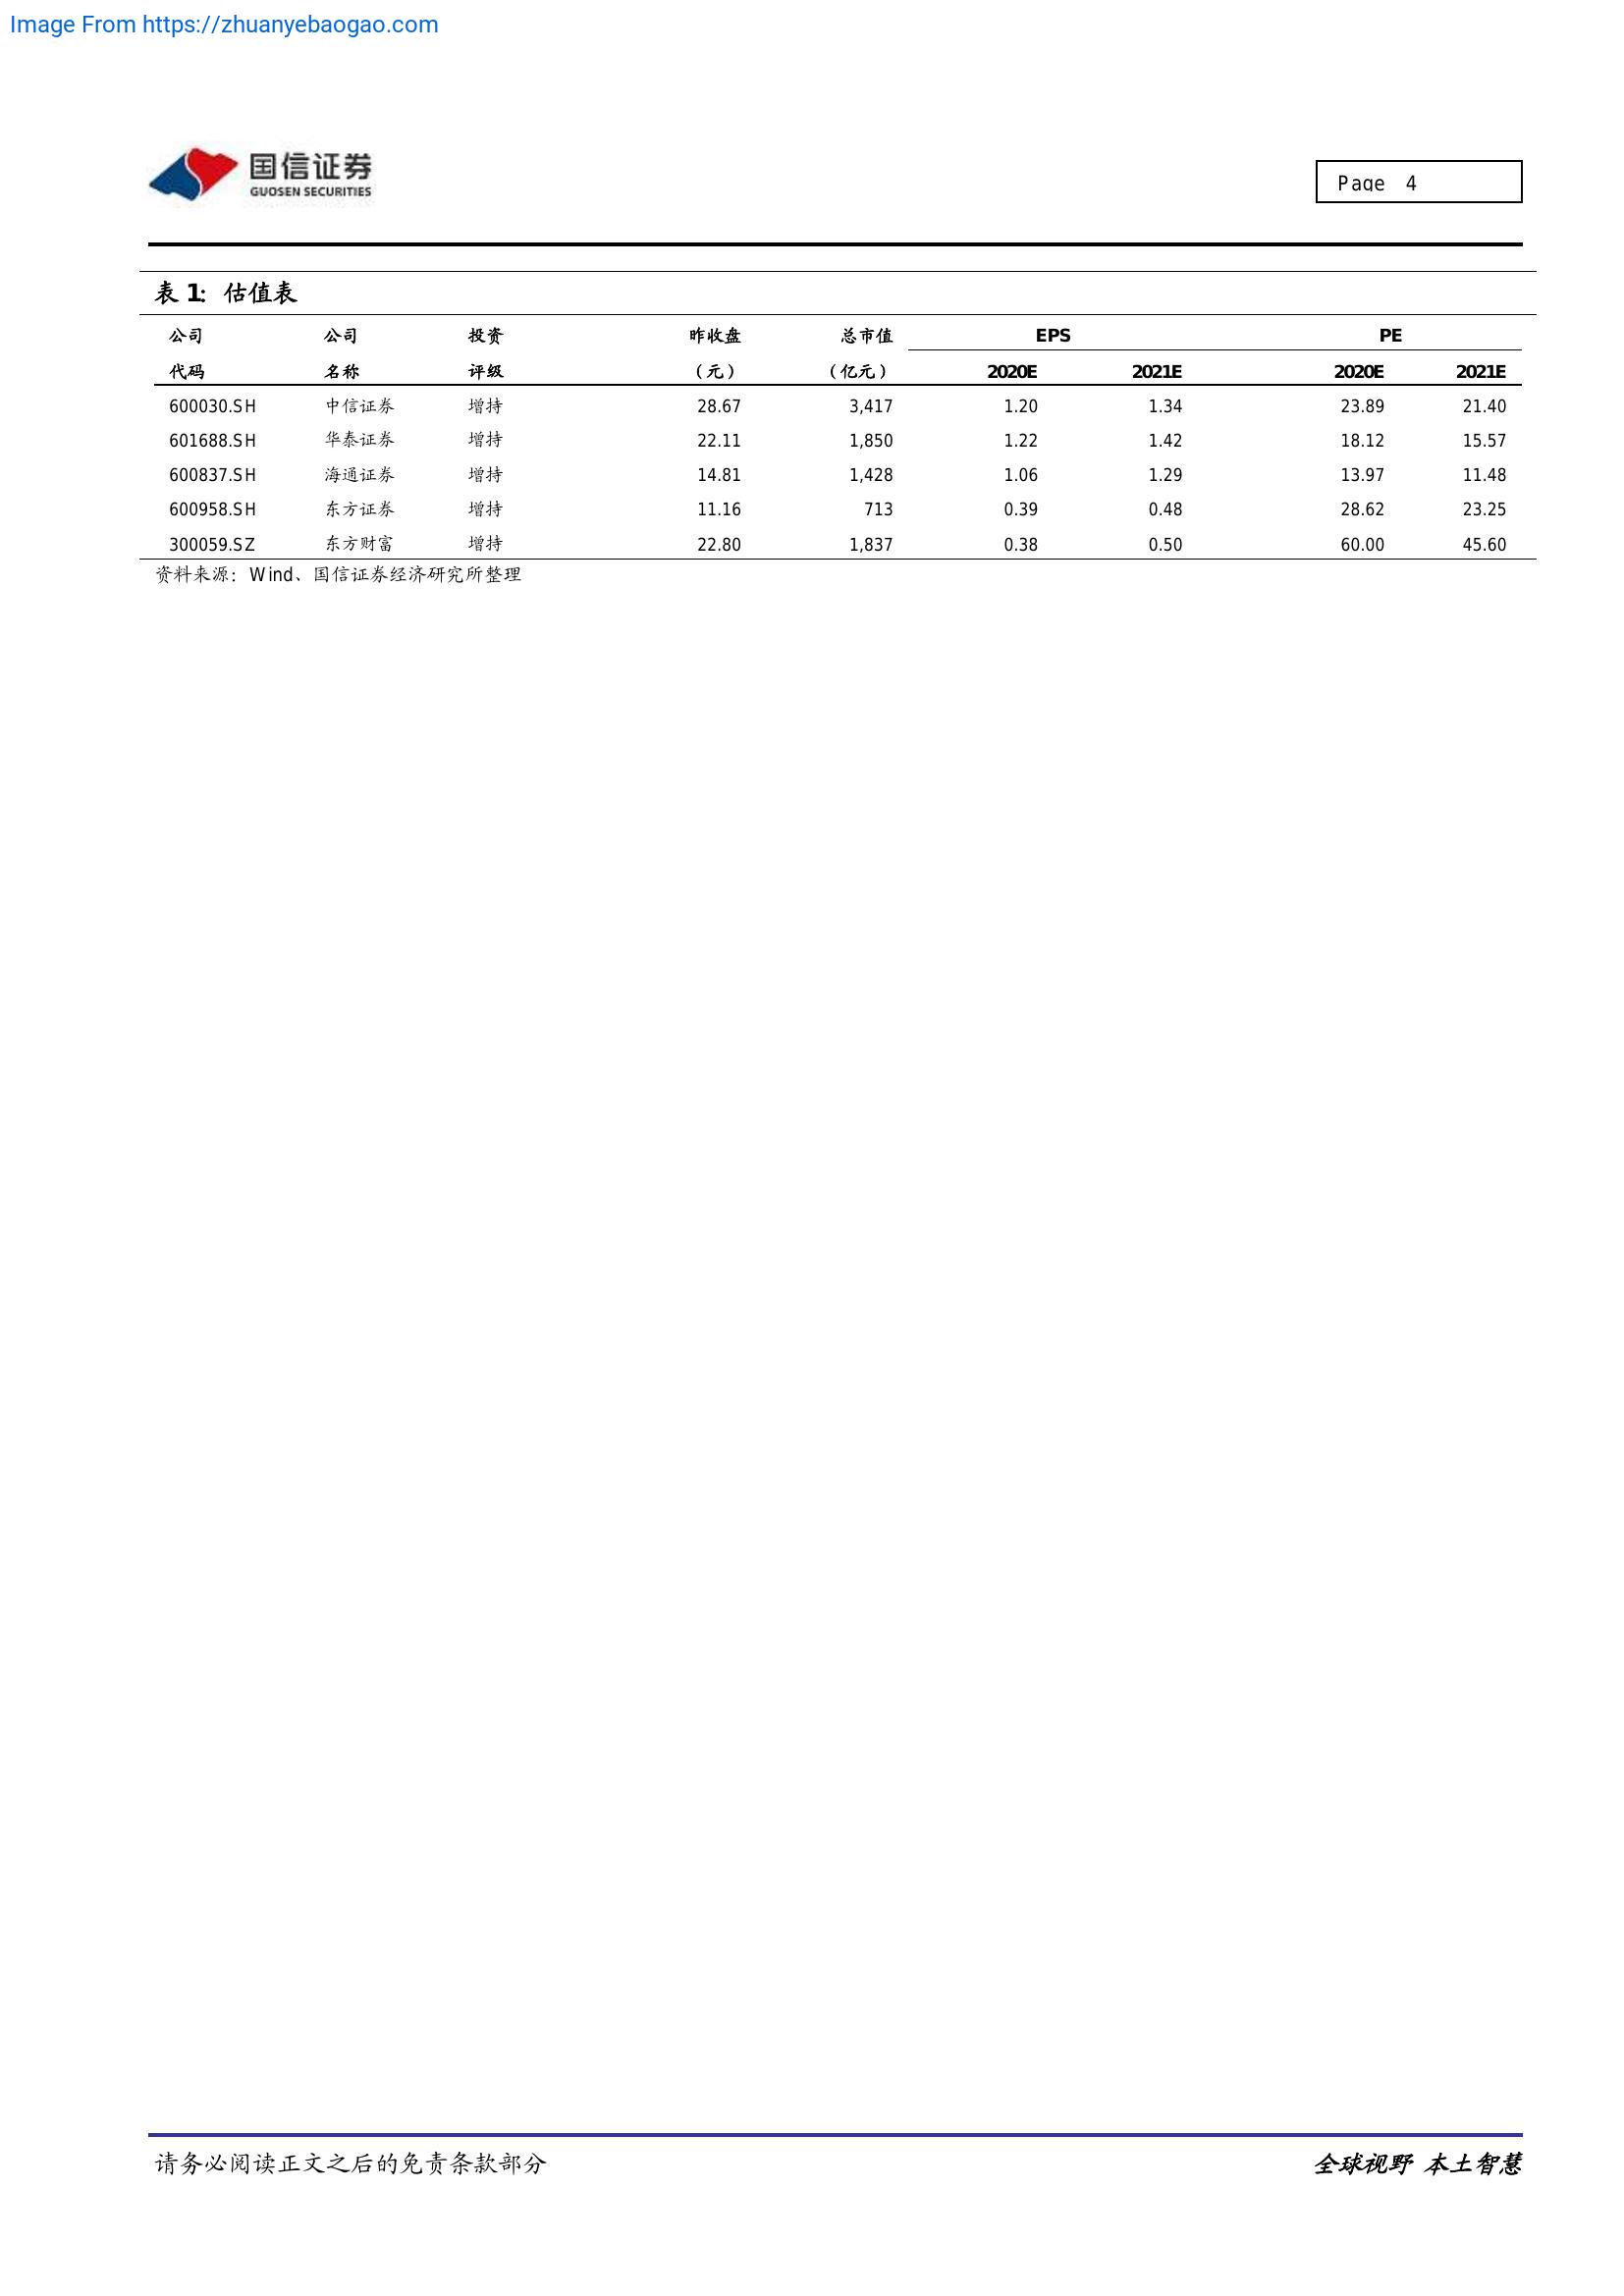 Image From https://zhuanyebaogao.com
国信证券
GUOSEN SECURITIES
Page 4
表 1: 估值表
公司 公司 投资 昨收盘 总市值 EPS PE
代码 名称 评级 （元） （亿元） 2020E 2021E 2020E 2021E
600030.SH 中信证券 增持 28.67 3,417 1.20 1.34 23.89 21.40
601688.SH 华泰证券 增持 22.11 1,850 1.22 1.42 18.12 15.57
600837.SH 海通证券 增持 14.81 1,428 1.06 1.29 13.97 11.48
600958.SH 东方证券 增持 11.16 713 0.39 0.48 28.62 23.25
300059.SZ 东方财富 增持 22.80 1,837 0.38 0.50 60.00 45.60
资料来源：Wind、国信证券经济研究所整理
请务必阅读正文之后的免责条款部分 全球视野 本土智慧